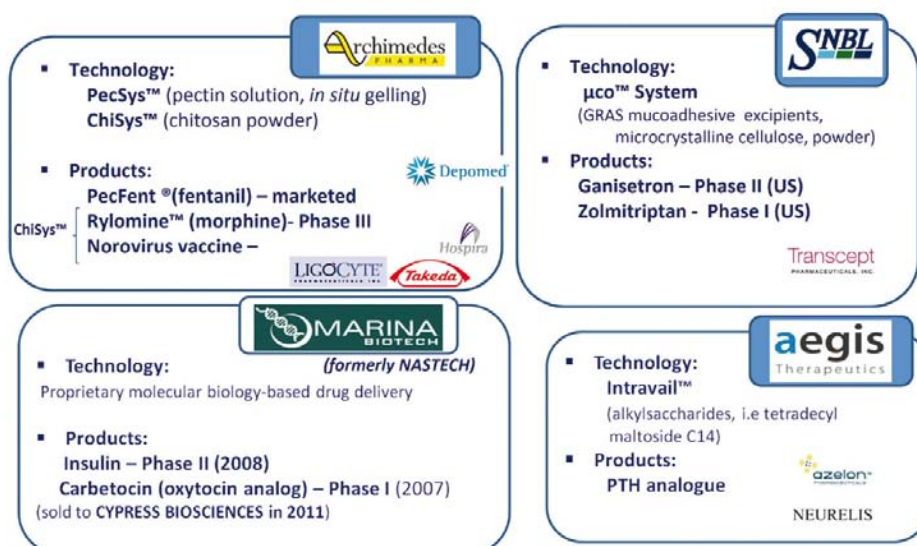 Archimedes
PHARMA
▪ Technology:
PecSys™ (pectin solution, in situ gelling)
ChiSys™ (chitosan powder)
▪ Products:
Depomed®
PecFent ®(fentanil) – marketed
ChiSys™
Rylomine™ (morphine)- Phase III
Norovirus vaccine –
Hospira
LIGOCYTE
PHARMACEUTICALS INC
Takeda
SNBL
▪ Technology:
µco™ System
(GRAS mucoadhesive excipients,
microcrystalline cellulose, powder)
▪ Products:
Ganisetron – Phase II (US)
Zolmitriptan - Phase I (US)
Transcept
PHARMACEUTICALS, INC.
MARINA
BIOTECH
▪ Technology: (formerly NASTECH)
Proprietary molecular biology-based drug delivery
▪ Products:
Insulin – Phase II (2008)
Carbetocin (oxytocin analog) – Phase I (2007)
(sold to CYPRESS BIOSCIENCES in 2011)
aegis
Therapeutics
▪ Technology:
Intravail™
(alkylsaccharides, i.e tetradecyl
maltoside C14)
▪ Products:
PTH analogue
azelon™
PHARMACEUTICALS
NEURELIS